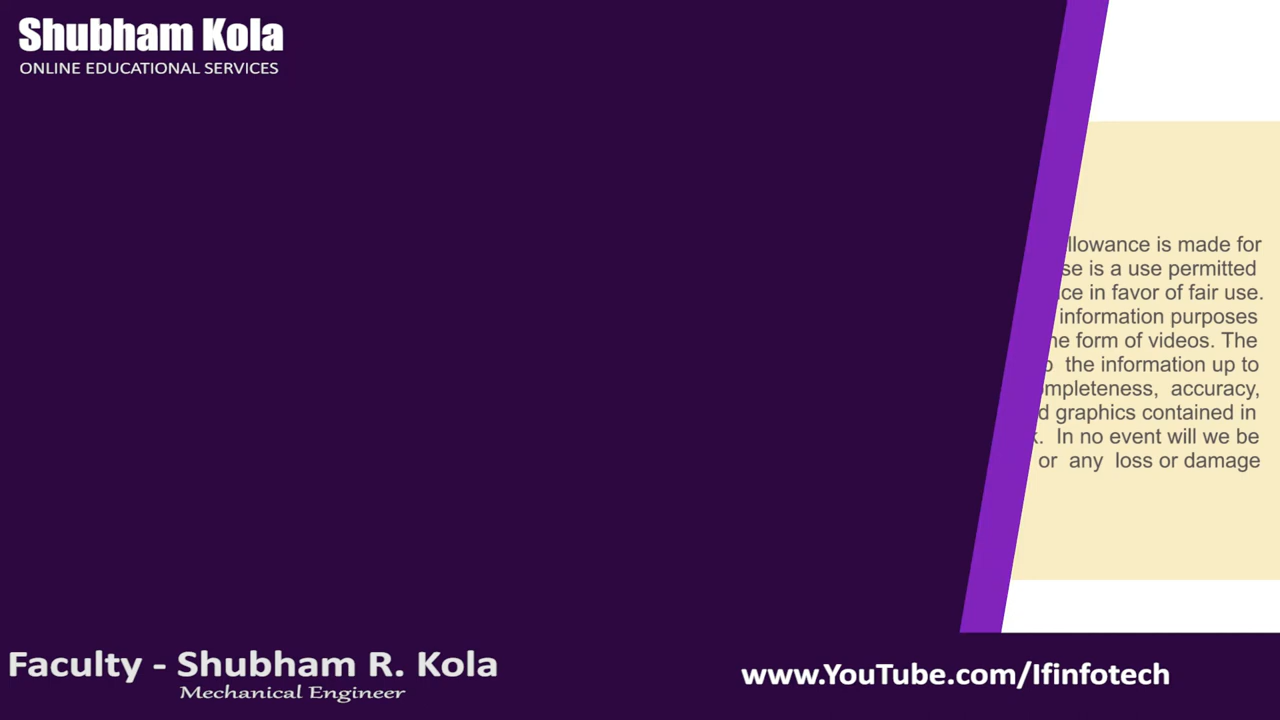 Shubham Kola
ONLINE EDUCATIONAL SERVICES
llowance is made for
se is a use permitted
ce in favor of fair use.
information purposes
he form of videos. The
the information up to
mpleteness, accuracy,
d graphics contained in
. In no event will we be
or any loss or damage
Faculty - Shubham R. Kola
Mechanical Engineer
www.YouTube.com/lfinfotech